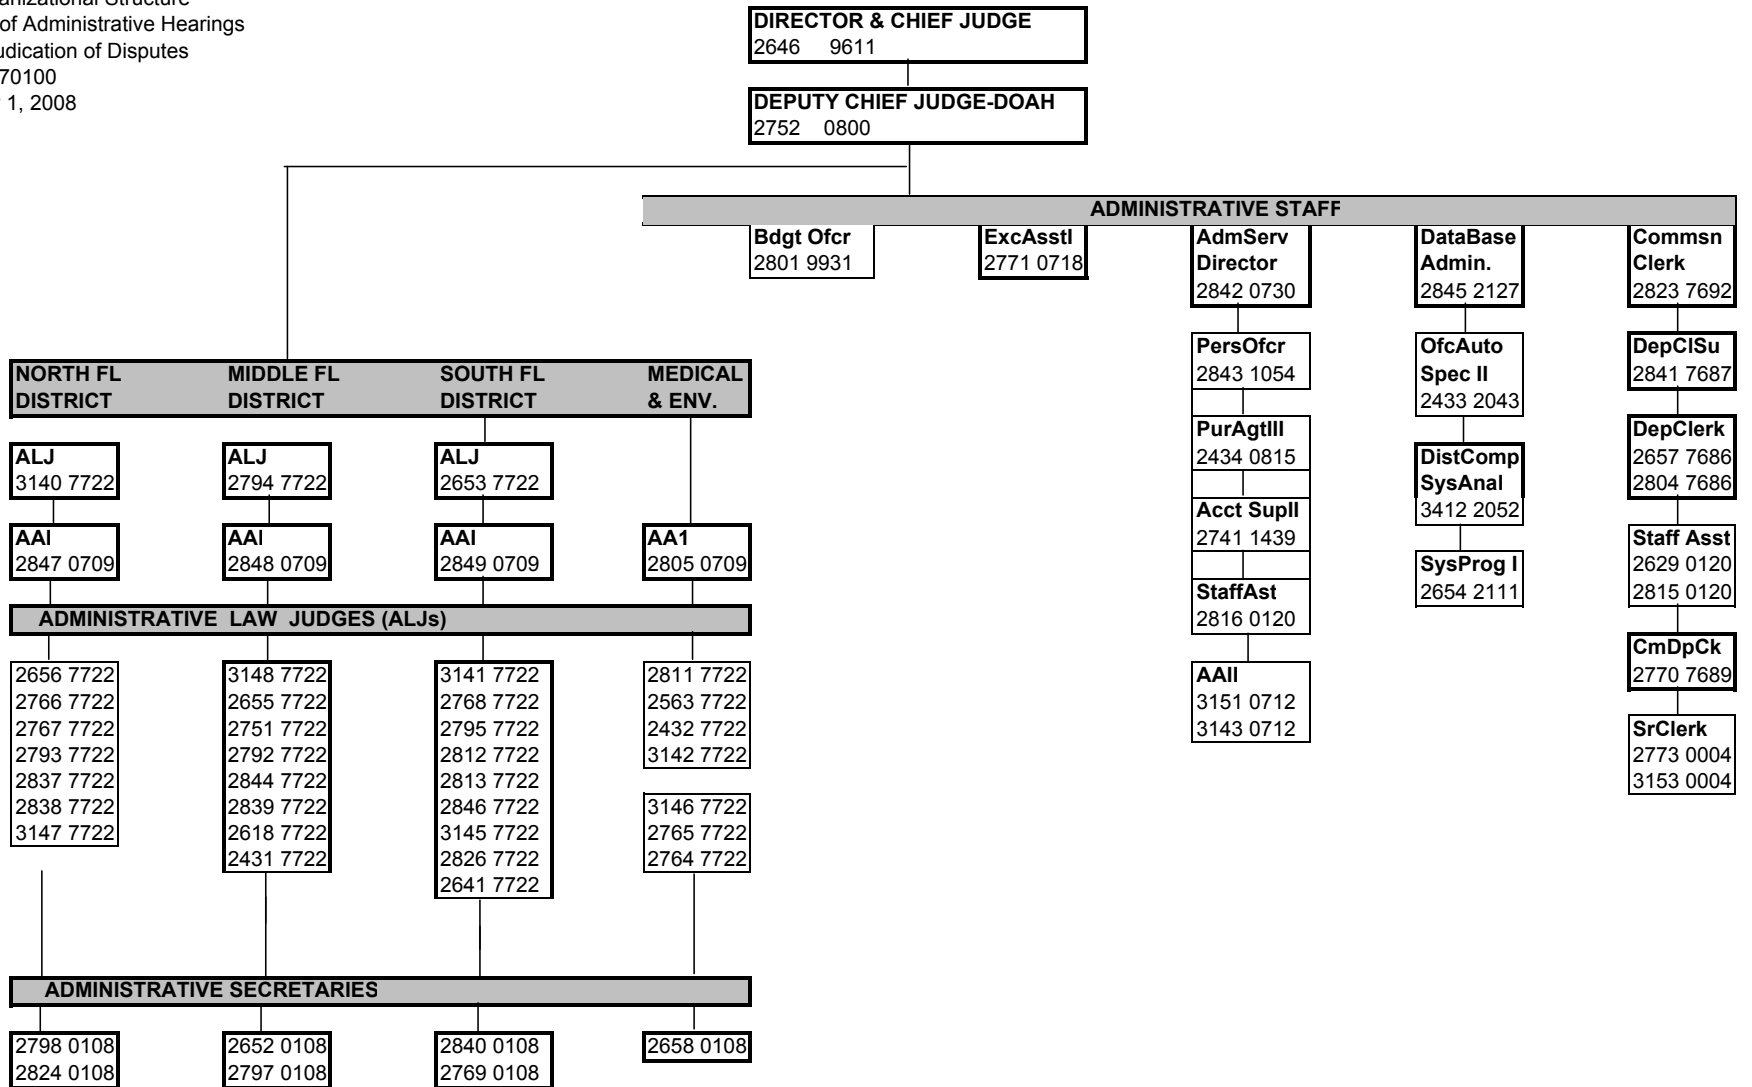 of Administrative Hearings
of Disputes
70100
1, 2008
DIRECTOR & CHIEF JUDGE
2646 9611
DEPUTY CHIEF JUDGE-DOAH
2752 0800
ADMINISTRATIVE STAFF
Bdgt Ofcr
2801 9931
ExcAsstI
2771 0718
AdmServ
Director
2842 0730
DataBase
Admin.
2845 2127
Commsn
Clerk
2823 7692
PersOfcr
2843 1054
PurAgtIII
2434 0815
Acct SupII
2741 1439
StaffAst
2816 0120
AAII
3151 0712
3143 0712
OfcAuto
Spec II
2433 2043
DistComp
SysAnal
3412 2052
SysProg I
2654 2111
DepClSu
2841 7687
DepClerk
2657 7686
2804 7686
Staff Asst
2629 0120
2815 0120
CmDpCk
2770 7689
SrClerk
2773 0004
3153 0004
NORTH FL
DISTRICT
MIDDLE FL
DISTRICT
SOUTH FL
DISTRICT
MEDICAL
& ENV.
ALJ
3140 7722
ALJ
2794 7722
ALJ
2653 7722
AAI
2847 0709
AAI
2848 0709
AAI
2849 0709
AA1
2805 0709
ADMINISTRATIVE LAW JUDGES (ALJs)
2656 7722
2766 7722
2767 7722
2793 7722
2837 7722
2838 7722
3147 7722
3148 7722
2655 7722
2751 7722
2792 7722
2844 7722
2839 7722
2618 7722
2431 7722
3141 7722
2768 7722
2795 7722
2812 7722
2813 7722
2846 7722
3145 7722
2826 7722
2641 7722
2811 7722
2563 7722
2432 7722
3142 7722
3146 7722
2765 7722
2764 7722
ADMINISTRATIVE SECRETARIES
2798 0108
2824 0108
2652 0108
2797 0108
2840 0108
2769 0108
2658 0108